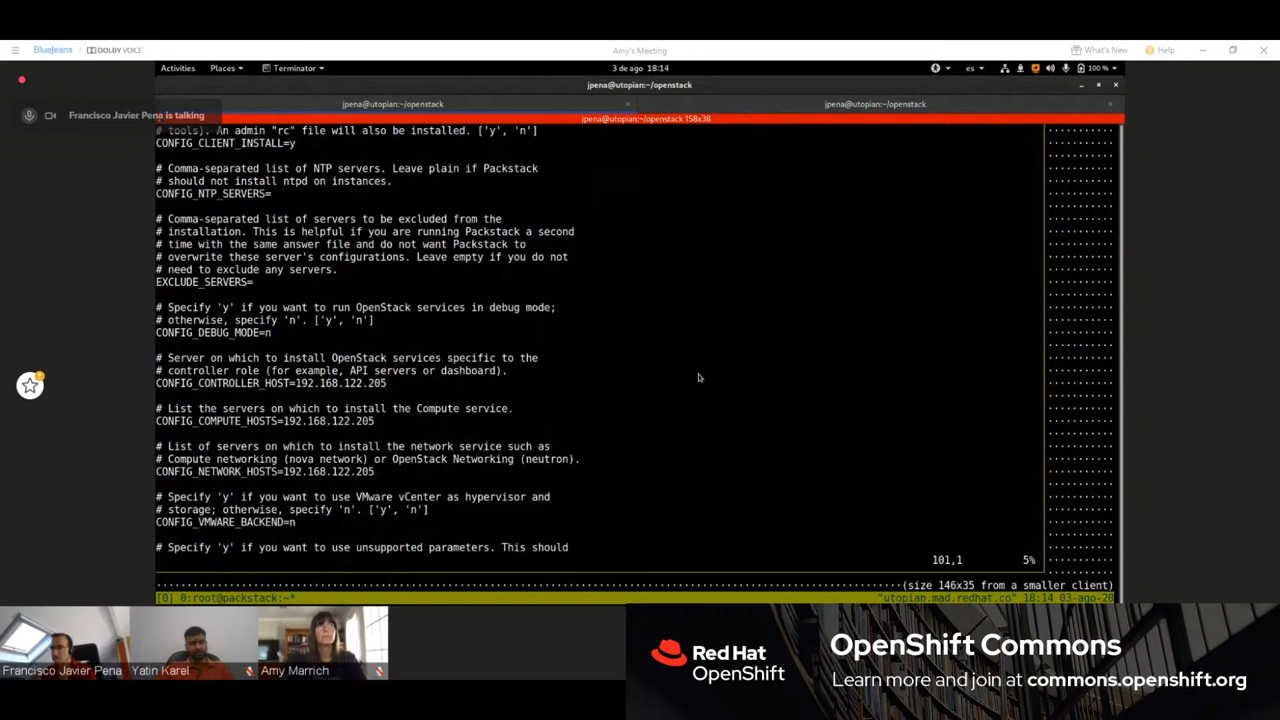 BlueJeans
DOLBY VOICE
Amy's Meeting
What's New
Help
Activities
Places
Terminator
3 de ago 18:14
es
100 %
jpena@utopian:~/openstack
jpena@utopian:~/openstack
jpena@utopian:~/openstack
Francisco Javier Pena is talking
jpena@utopian:~/openstack 158x38
# tools). An admin "rc" file will also be installed. ['y', 'n']
CONFIG_CLIENT_INSTALL=y
# Comma-separated list of NTP servers. Leave plain if Packstack
# should not install ntpd on instances.
CONFIG_NTP_SERVERS=
# Comma-separated list of servers to be excluded from the
# installation. This is helpful if you are running Packstack a second
# time with the same answer file and do not want Packstack to
# overwrite these server's configurations. Leave empty if you do not
# need to exclude any servers.
EXCLUDE_SERVERS=
# Specify 'y' if you want to run OpenStack services in debug mode;
# otherwise, specify 'n'. ['y', 'n']
CONFIG_DEBUG_MODE=n
# Server on which to install OpenStack services specific to the
# controller role (for example, API servers or dashboard).
CONFIG_CONTROLLER_HOST=192.168.122.205
# List the servers on which to install the Compute service.
CONFIG_COMPUTE_HOSTS=192.168.122.205
# List of servers on which to install the network service such as
# Compute networking (nova network) or OpenStack Networking (neutron).
CONFIG_NETWORK_HOSTS=192.168.122.205
# Specify 'y' if you want to use VMware vCenter as hypervisor and
# storage; otherwise, specify 'n'. ['y', 'n']
CONFIG_VMWARE_BACKEND=n
# Specify 'y' if you want to use unsupported parameters. This should
101,1 5%
(size 146x35 from a smaller client)
[0] 0:root@packstack:~*
"utopian.mad.redhat.co" 18:14 03-ago-20
Francisco Javier Pena
Yatin Karel
Amy Marrich
Red Hat
OpenShift
OpenShift Commons
Learn more and join at commons.openshift.org